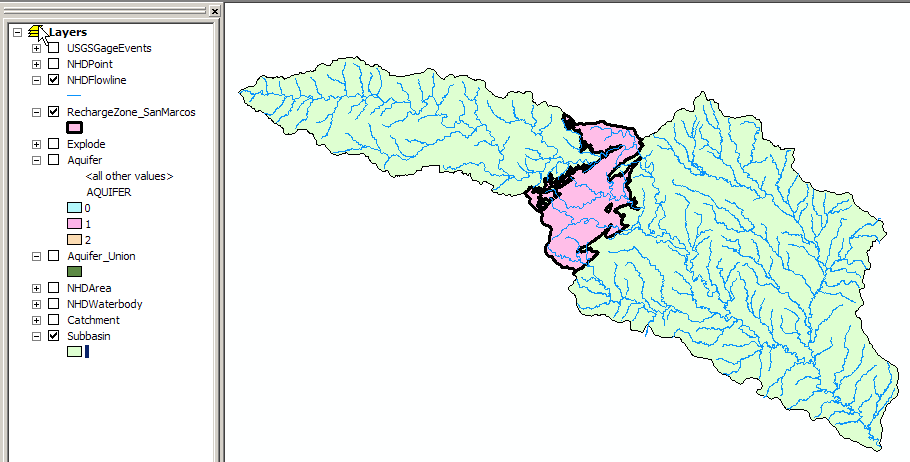 Layers
USGSGageEvents
NHDPoint
NHDFlowline
RechargeZone_SanMarcos
Explode
Aquifer
<all other values>
AQUIFER
0
1
2
Aquifer_Union
NHDArea
NHDWaterbody
Catchment
Subbasin